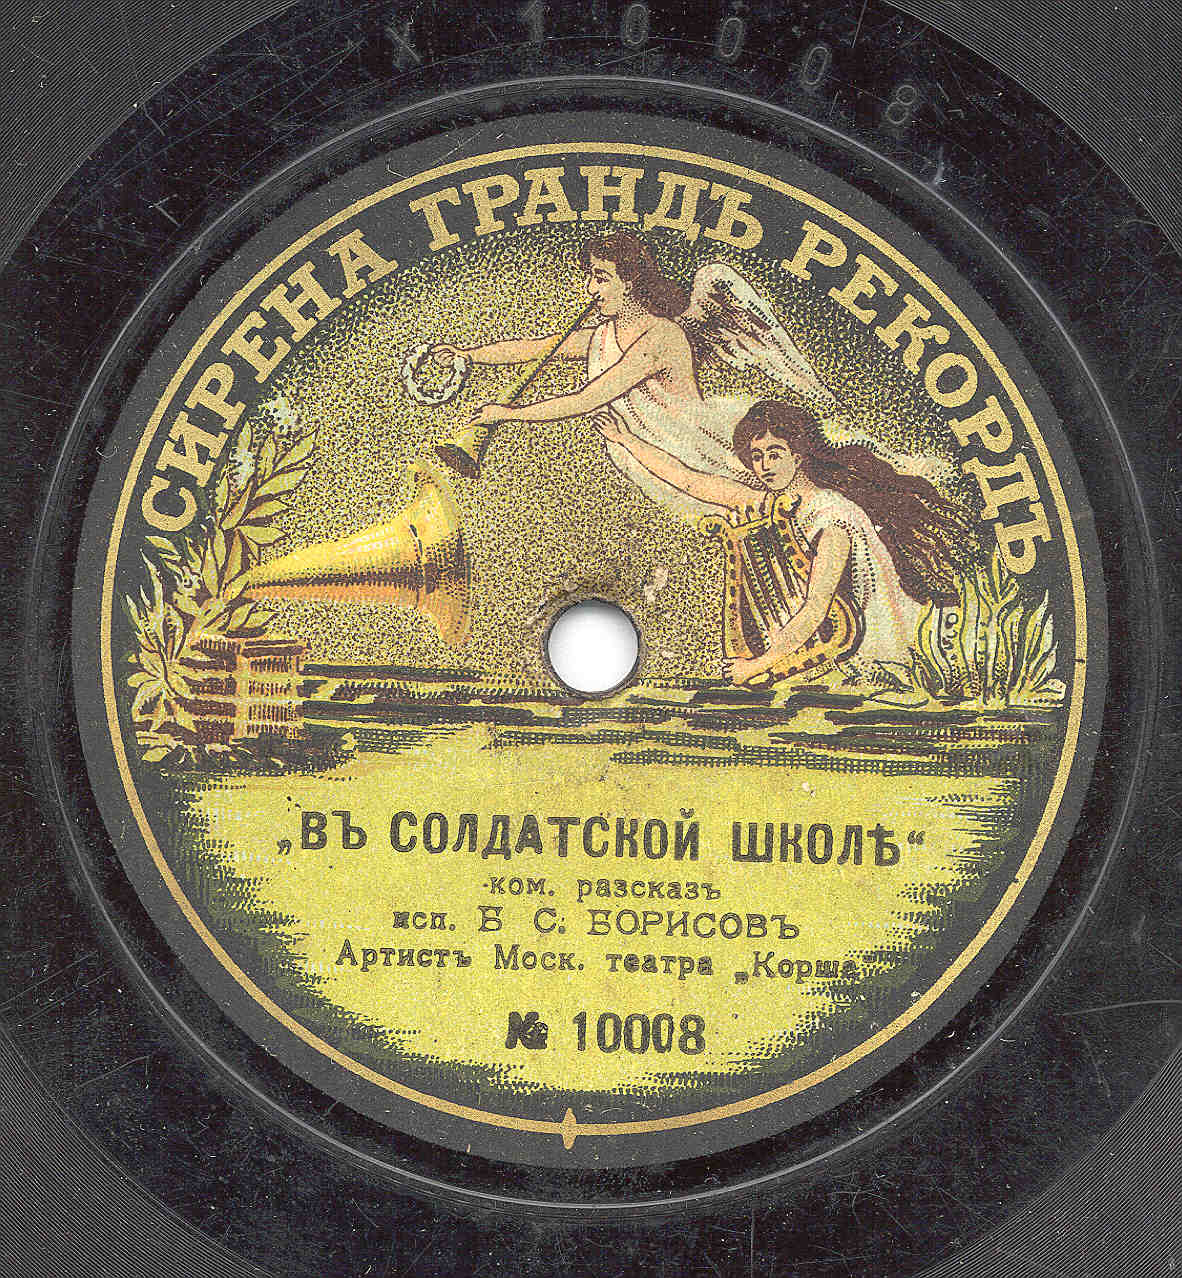 X 10008
СИРЕНА ГРАНДЪ РЕКОРДЪ
„ВЪ СОЛДАТСКОЙ ШКОЛѢ“
ком. разсказъ
исп. Б. С. БОРИСОВЪ
Артистъ Моск. театра „Корша“
№ 10008